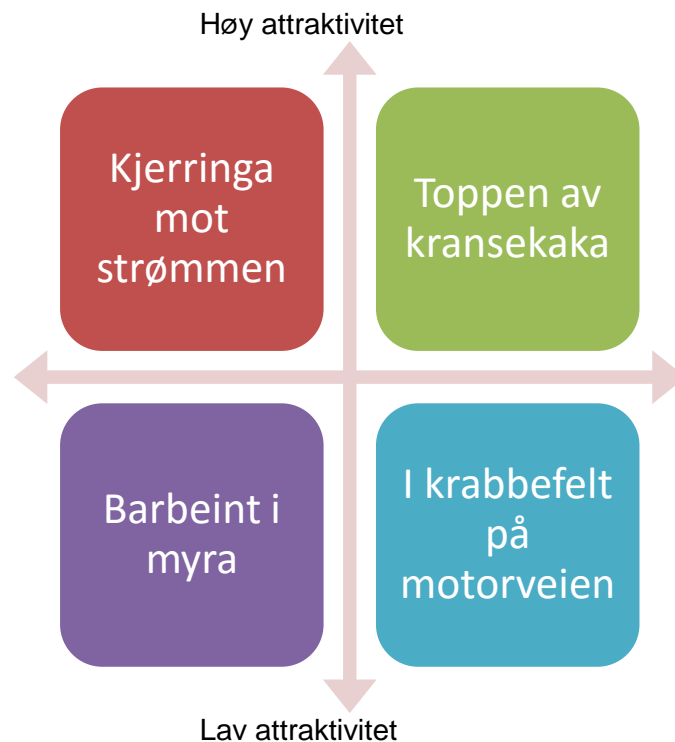 Høy attraktivitet
Kjerringa
mot
strømmen
Toppen av
kransekaka
Barbeint i
myra
I krabbefelt
på
motorveien
Lav attraktivitet